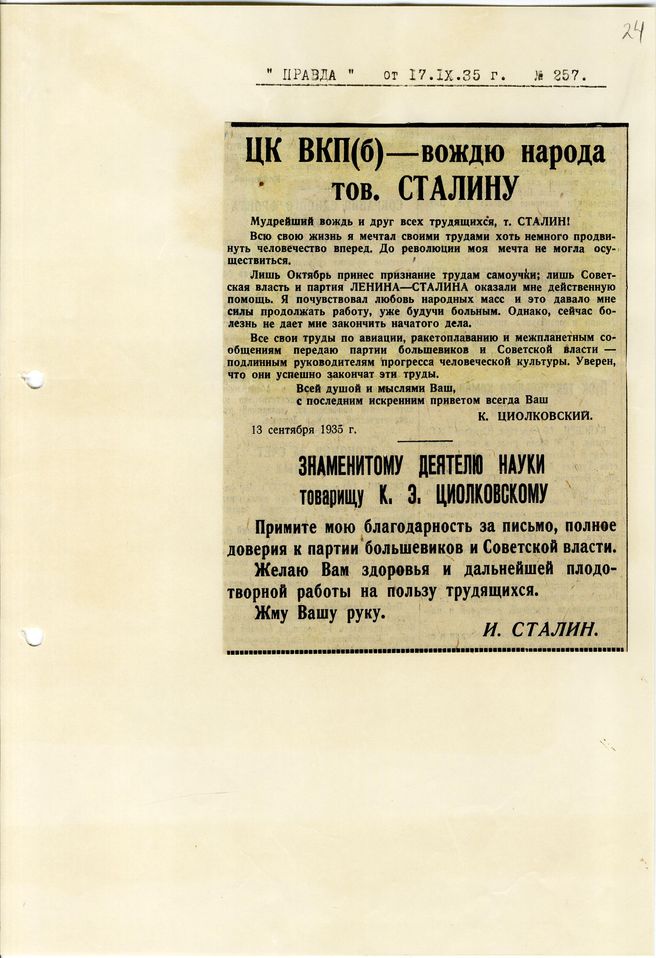 24
" ПРАВДА " от 17.IX.35 г. № 257.
ЦК ВКП(б)—вождю народа
тов. СТАЛИНУ
Мудрейший вождь и друг всех трудящихся, т. СТАЛИН!
Всю свою жизнь я мечтал своими трудами хоть немного продви-
нуть человечество вперед. До революции моя мечта не могла осу-
ществиться.
Лишь Октябрь принес признание трудам самоучки; лишь Совет-
ская власть и партия ЛЕНИНА—СТАЛИНА оказали мне действенную
помощь. Я почувствовал любовь народных масс и это давало мне
силы продолжать работу, уже будучи больным. Однако, сейчас бо-
лезнь не дает мне закончить начатого дела.
Все свои труды по авиации, ракетоплаванию и межпланетным со-
общениям передаю партии большевиков и Советской власти —
подлинным руководителям прогресса человеческой культуры. Уверен,
что они успешно закончат эти труды.
Всей душой и мыслями Ваш,
с последним искренним приветом всегда Ваш
К. ЦИОЛКОВСКИЙ.
13 сентября 1935 г.
ЗНАМЕНИТОМУ ДЕЯТЕЛЮ НАУКИ
товарищу К. Э. ЦИОЛКОВСКОМУ
Примите мою благодарность за письмо, полное
доверия к партии большевиков и Советской власти.
Желаю Вам здоровья и дальнейшей плодо-
творной работы на пользу трудящихся.
Жму Вашу руку.
И. СТАЛИН.